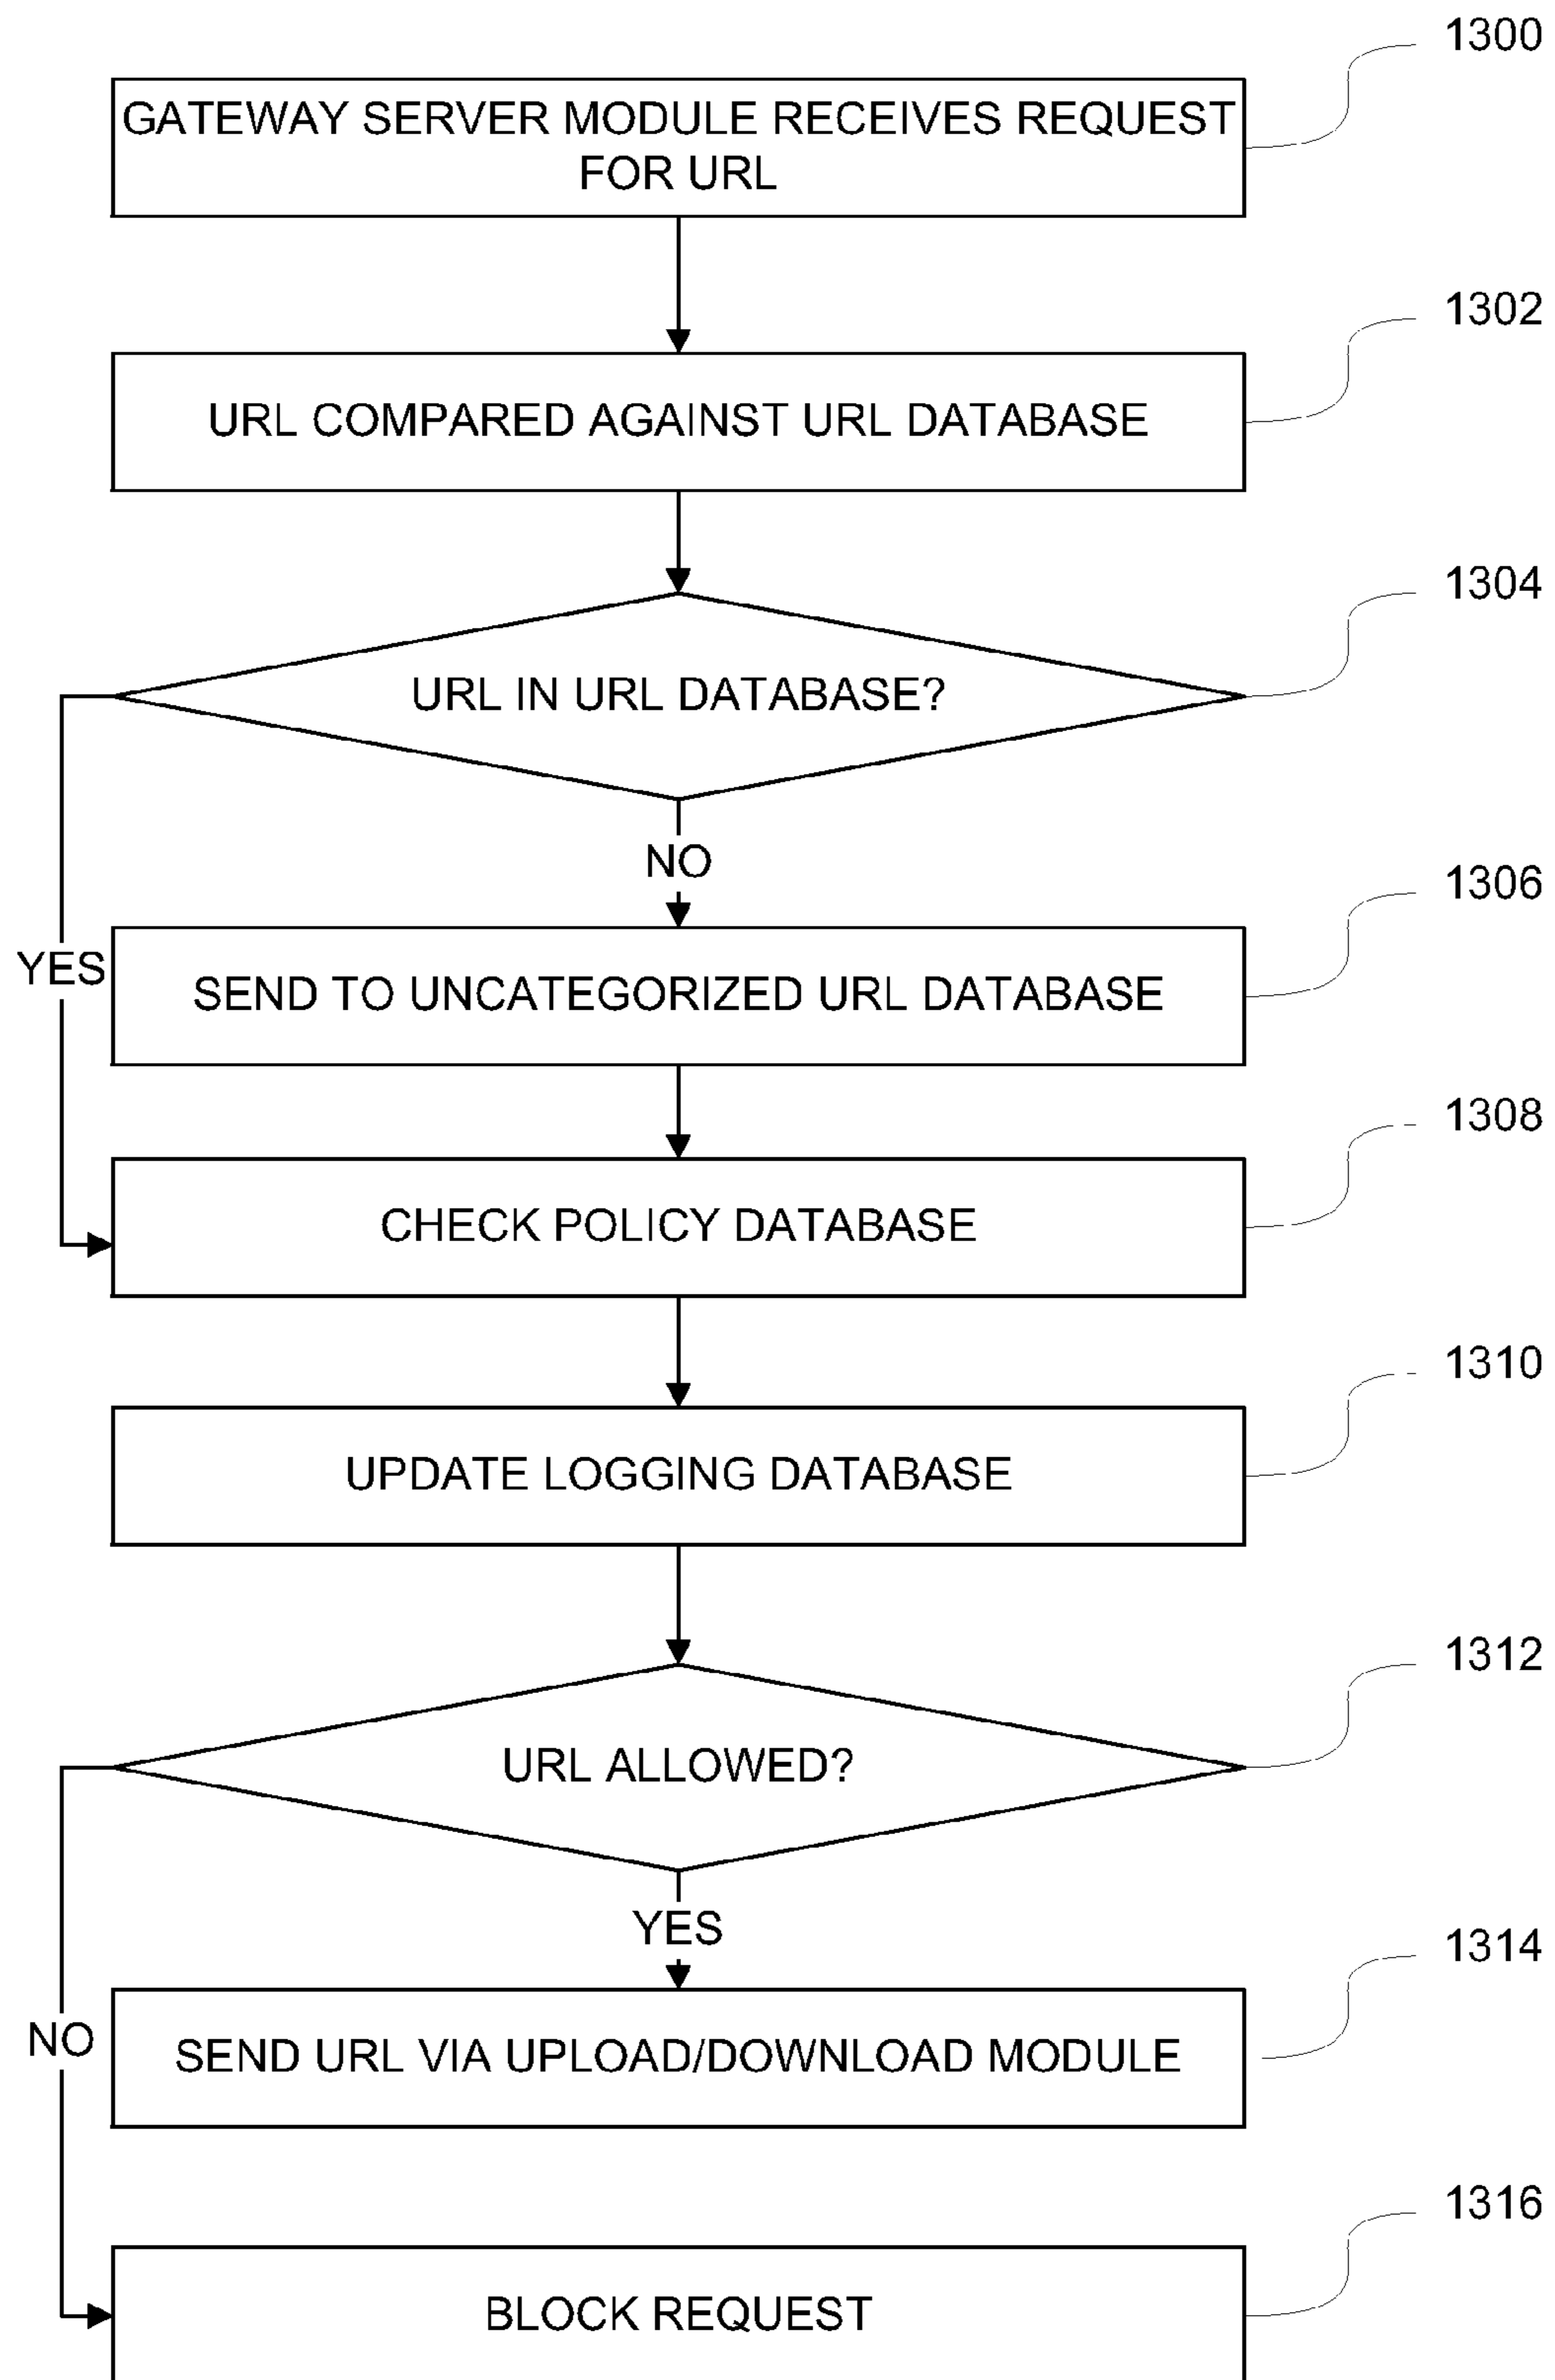 1300
GATEWAY SERVER MODULE RECEIVES REQUEST
FOR URL
1302
URL COMPARED AGAINST URL DATABASE
1304
URL IN URL DATABASE?
NO
1306
YES
SEND TO UNCATEGORIZED URL DATABASE
1308
CHECK POLICY DATABASE
1310
UPDATE LOGGING DATABASE
1312
URL ALLOWED?
YES
1314
NO
SEND URL VIA UPLOAD/DOWNLOAD MODULE
1316
BLOCK REQUEST